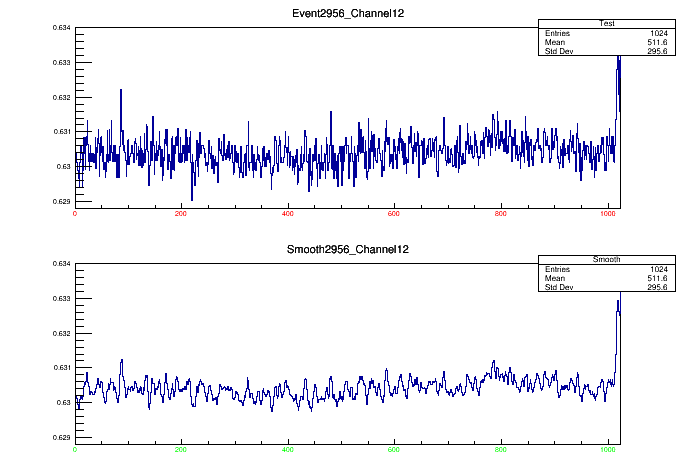 Event2956_Channel12
Test
Entries 1024
Mean 511.6
Std Dev 295.6
0.634
0.633
0.632
0.631
0.63
0.629
0 200 400 600 800 1000
Smooth2956_Channel12
Smooth
Entries 1024
Mean 511.6
Std Dev 295.6
0.634
0.633
0.632
0.631
0.63
0.629
0 200 400 600 800 1000